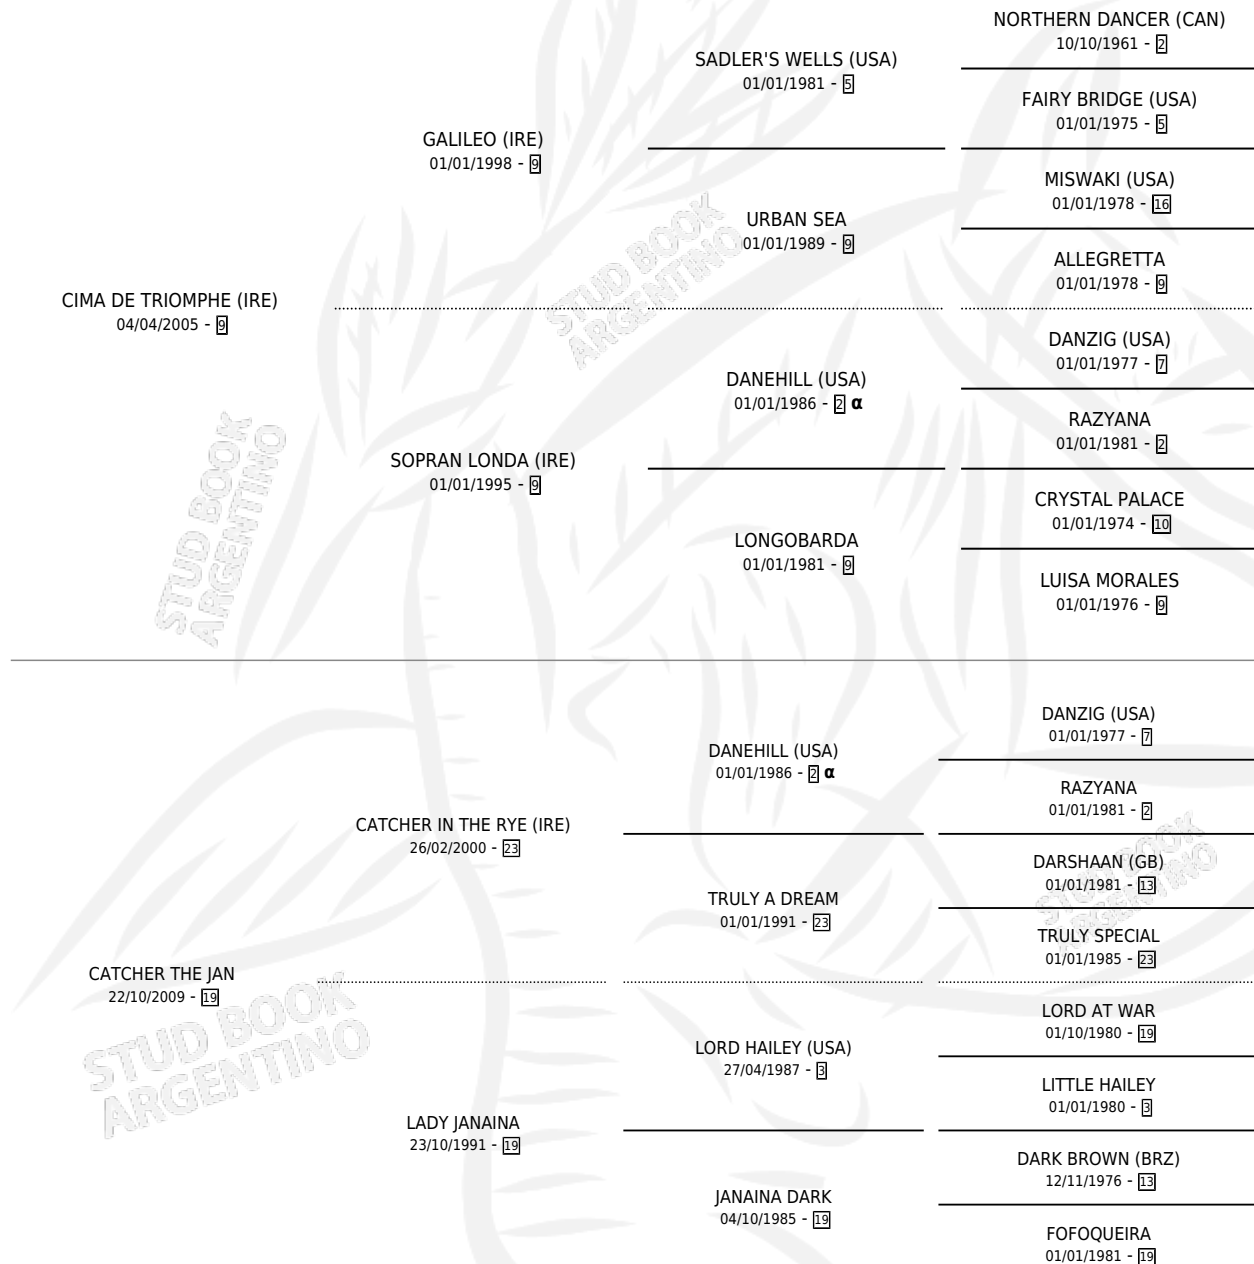 NORTHERN DANCER (CAN)
10/10/1961 - 2
SADLER'S WELLS (USA)
01/01/1981 - 5
FAIRY BRIDGE (USA)
01/01/1975 - 5
GALILEO (IRE)
01/01/1998 - 9
MISWAKI (USA)
01/01/1978 - 16
URBAN SEA
01/01/1989 - 9
ALLEGRETTA
01/01/1978 - 9
CIMA DE TRIOMPHE (IRE)
04/04/2005 - 9
DANZIG (USA)
01/01/1977 - 7
DANEHILL (USA)
01/01/1986 - 2 α
RAZYANA
01/01/1981 - 2
SOPRAN LONDA (IRE)
01/01/1995 - 9
CRYSTAL PALACE
01/01/1974 - 10
LONGOBARDA
01/01/1981 - 9
LUISA MORALES
01/01/1976 - 9
DANZIG (USA)
01/01/1977 - 7
DANEHILL (USA)
01/01/1986 - 2 α
RAZYANA
01/01/1981 - 2
CATCHER IN THE RYE (IRE)
26/02/2000 - 23
DARSHAAN (GB)
01/01/1981 - 13
TRULY A DREAM
01/01/1991 - 23
TRULY SPECIAL
01/01/1985 - 23
CATCHER THE JAN
22/10/2009 - 19
LORD AT WAR
01/10/1980 - 19
LORD HAILEY (USA)
27/04/1987 - 3
LITTLE HAILEY
01/01/1980 - 3
LADY JANAINA
23/10/1991 - 19
DARK BROWN (BRZ)
12/11/1976 - 13
JANAINA DARK
04/10/1985 - 19
FOFOQUEIRA
01/01/1981 - 19
STUD BOOK
ARGENTINO
STUD BOOK
ARGENTINO
STUD BOOK
ARGENTINO
STUD BOOK
ARGENTINO